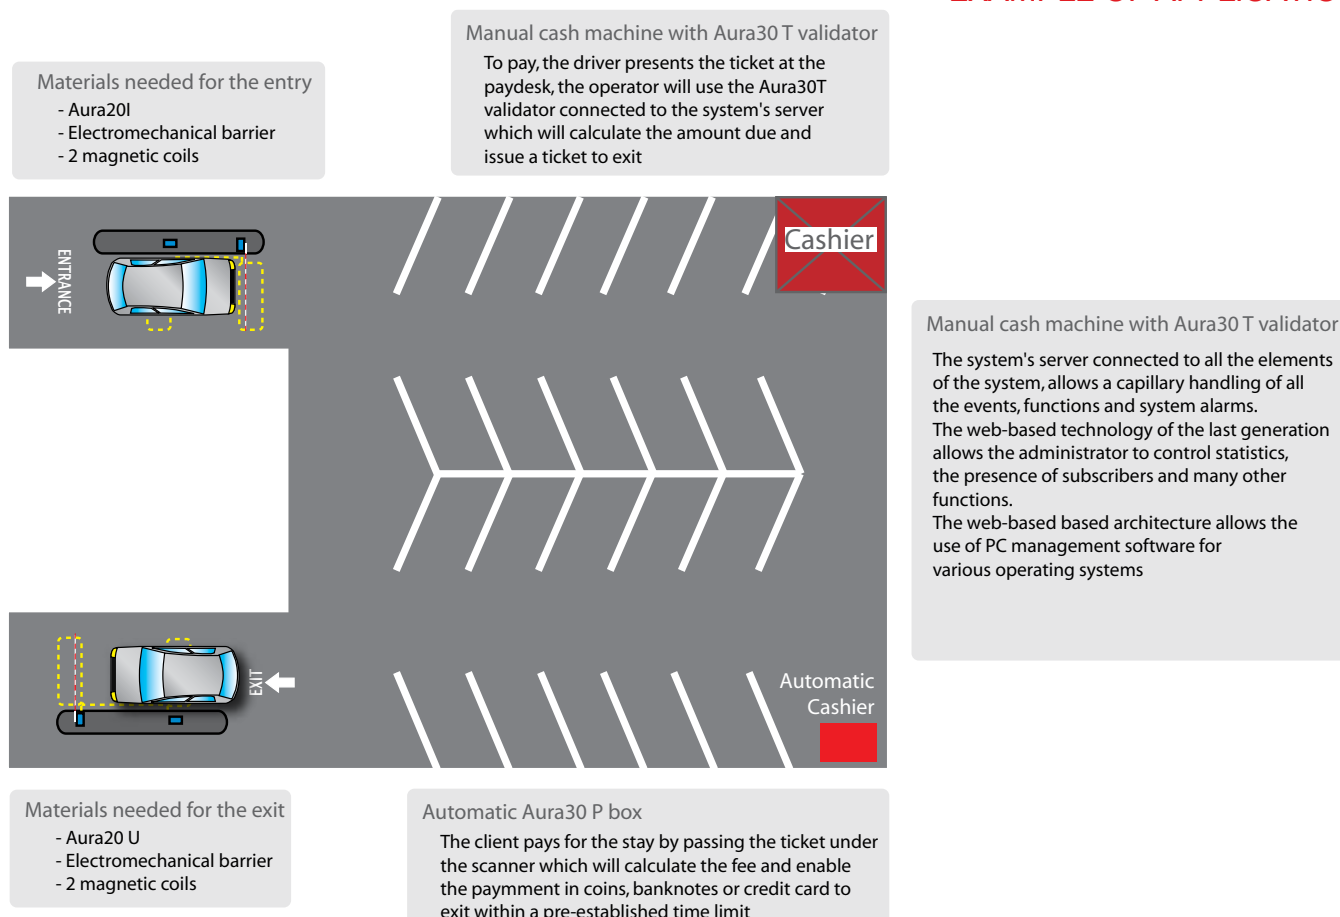 Manual cash machine with Aura30 T validator
To pay, the driver presents the ticket at the
paydesk, the operator will use the Aura30T
validator connected to the system's server
which will calculate the amount due and
issue a ticket to exit
Materials needed for the entry
- Aura20I
- Electromechanical barrier
- 2 magnetic coils
ENTRANCE
Cashier
Manual cash machine with Aura30 T validator
The system's server connected to all the elements
of the system, allows a capillary handling of all
the events, functions and system alarms.
The web-based technology of the last generation
allows the administrator to control statistics,
the presence of subscribers and many other
functions.
The web-based based architecture allows the
use of PC management software for
various operating systems
EXIT
Automatic
Cashier
Materials needed for the exit
- Aura20 U
- Electromechanical barrier
- 2 magnetic coils
Automatic Aura30 P box
The client pays for the stay by passing the ticket under
the scanner which will calculate the fee and enable
the paymment in coins, banknotes or credit card to
exit within a pre-established time limit